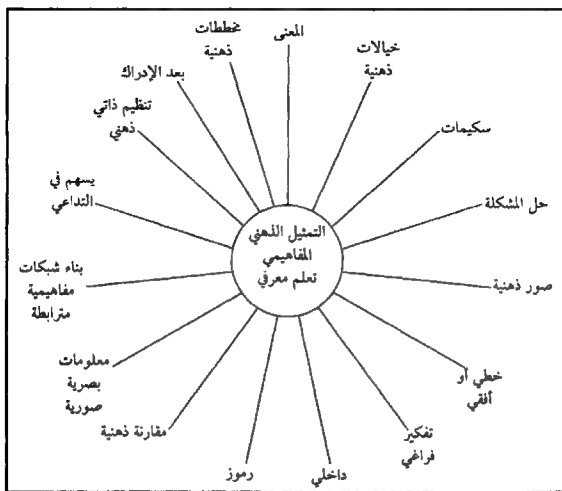 المعنى
خيالات
ذهنية
سكيمات
حل المشكلة
صور ذهنية
خطي أو
أفقي
تفكير
فراغي
داخلي
رموز
مقارنة ذهنية
معلومات
بصرية
صورية
بناء شبكات
مفاهيمية
مترابطة
يسهم في
التداعي
تنظيم ذاتي
ذهني
بعد الإدراك
مخططات
ذهنية
التمثيل الذهني
المفاهيمي
تعلم معرفي